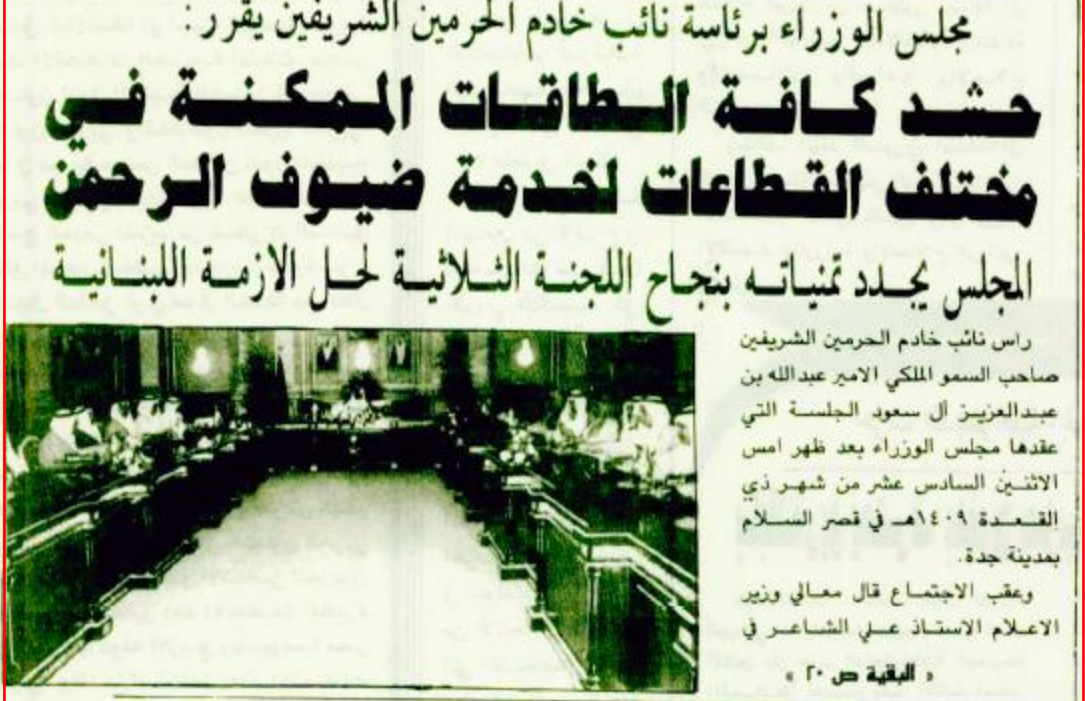 مجلس الوزراء برئاسة نائب خادم الحرمين الشريفين يقرر :
حشد كافة الطاقات الممكنة في
مختلف القطاعات لخدمة ضيوف الرحمن
المجلس يجدد تمنياته بنجاح اللجنة الثلاثية لحل الازمة اللبنانية
راس نائب خادم الحرمين الشريفين
صاحب السمو الملكي الامير عبدالله بن
عبدالعزيز آل سعود الجلسة التي
عقدها مجلس الوزراء بعد ظهر امس
الاثنين السادس عشر من شهر ذي
القعدة ١٤٠٩هـ في قصر السلام
بمدينة جدة.
وعقب الاجتماع قال معالي وزير
الاعلام الاستاذ علي الشاعر في
« البقية ص ٢٠ »